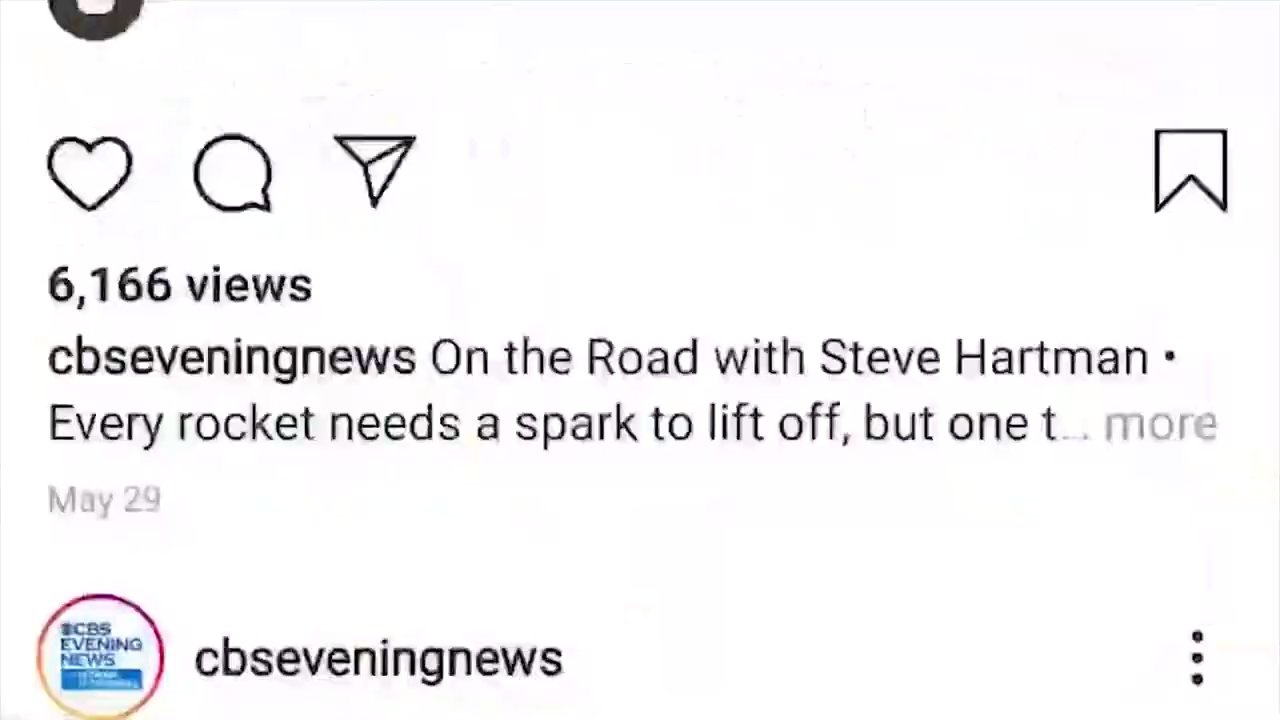 6,166 views
cbseveningnews On the Road with Steve Hartman •
Every rocket needs a spark to lift off, but one t... more
May 29
CBS
EVENING
NEWS
cbseveningnews